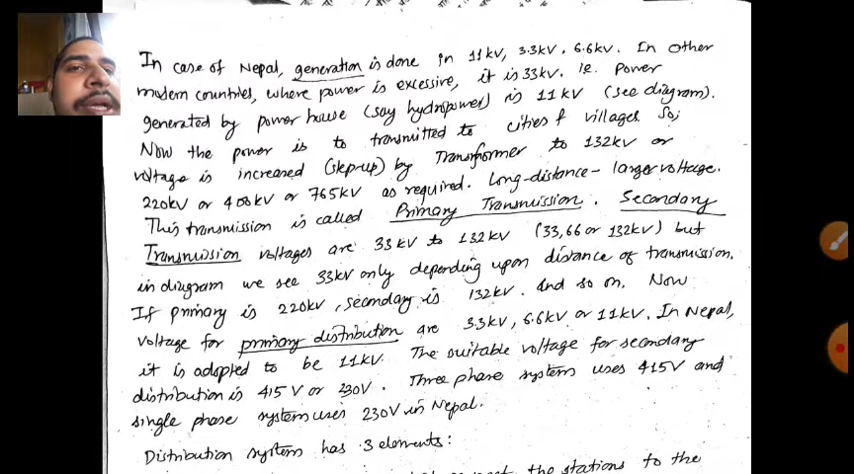 In case of Nepal, generation is done in 11kV, 3.3kV, 6.6kV. In other
modern countries, where power is excessive, it is 33kV. i.e. Power
generated by power house (say hydropower) is 11kV (see diagram).
Now the power is to transmitted to cities & villages so,
voltage is increased (step-up) by Transformer to 132kV or
220kV or 400kV or 765kV as required. Long-distance - larger voltage.
This transmission is called Primary Transmission. Secondary
Transmission voltages are 33kV to 132kV (33,66 or 132kV) but
in diagram we see 33kV only depending upon distance of transmission.
If primary is 220kV, secondary is 132kV. And so on. Now
voltage for primary distribution are 3.3kV, 6.6kV or 11kV. In Nepal,
it is adopted to be 11kV. The suitable voltage for secondary
distribution is 415V or 230V. Three phase system uses 415V and
single phase system uses 230V in Nepal.
Distribution system has 3 elements:
the stations to the